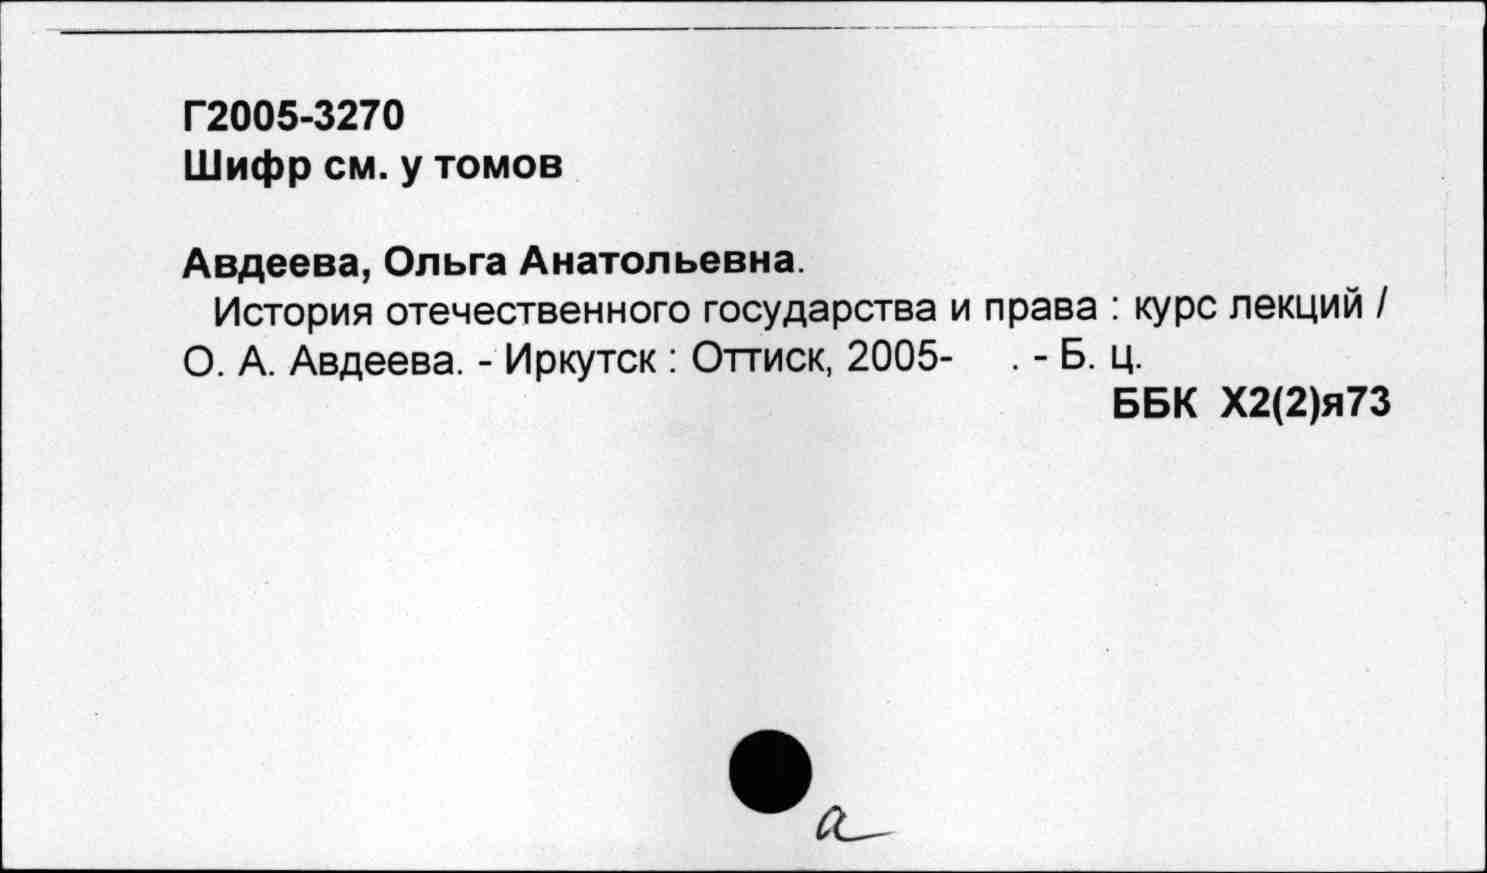 Г2005-3270
Шифр см. у томов
Авдеева, Ольга Анатольевна.
История отечественного государства и права : курс лекций /
О. А. Авдеева. - Иркутск : Оттиск, 2005-     . - Б. ц.
ББК Х2(2)я73
а